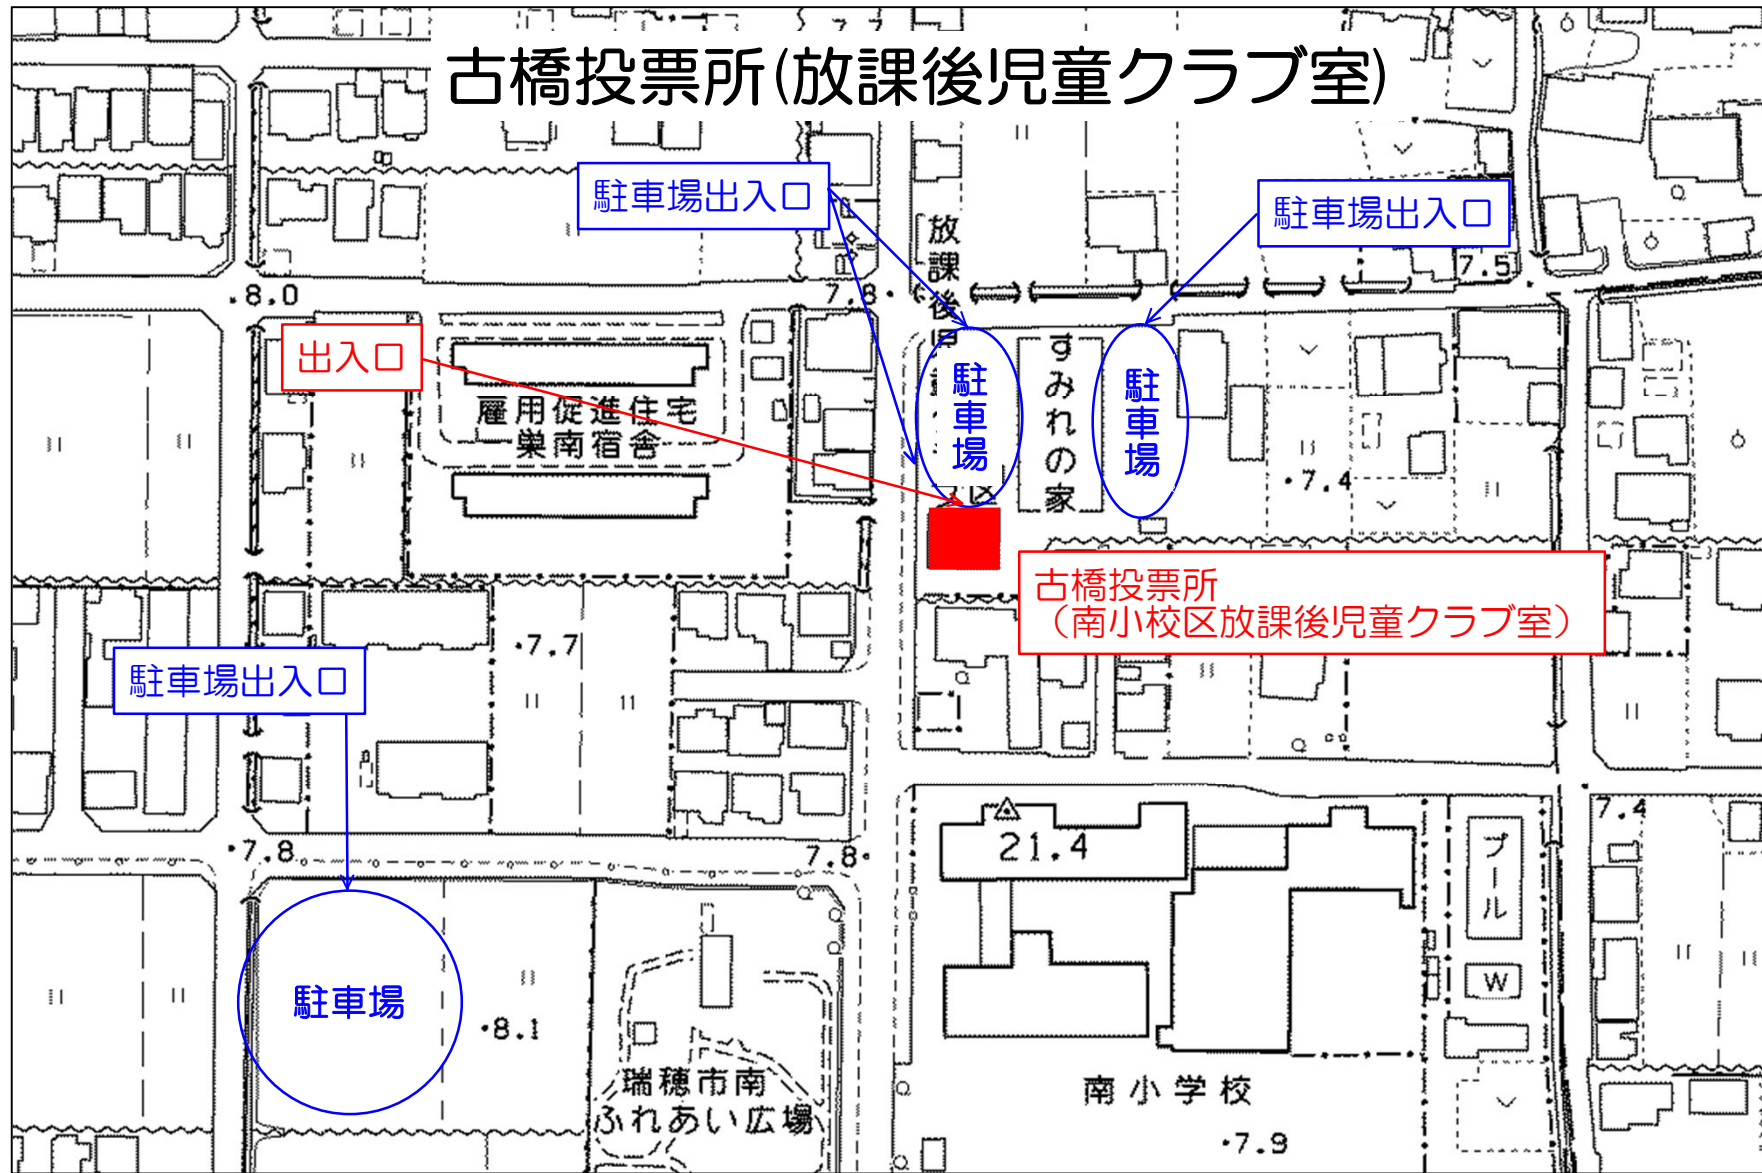 7.7
古橋投票所(放課後児童クラブ室)
駐車場出入口
駐車場出入口
放課後児
7.5
8.0
7.8
出入口
駐車場
すみれの家
駐車場
雇用促進住宅
巣南宿舎
区
7.4
古橋投票所
（南小校区放課後児童クラブ室）
7.7
駐車場出入口
7.4
21.4
プール
7.8
7.8
W
駐車場
8.1
瑞穂市南
ふれあい広場
南小学校
7.9